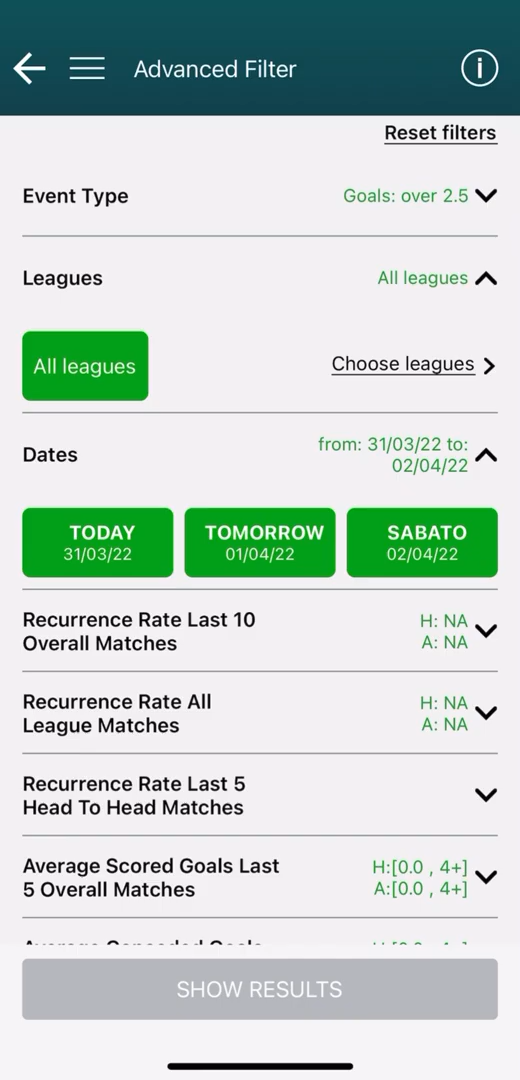 Advanced Filter
Reset filters
Event Type
Goals: over 2.5
Leagues
All leagues
All leagues
Choose leagues
Dates
from: 31/03/22 to:
02/04/22
TODAY
31/03/22
TOMORROW
01/04/22
SABATO
02/04/22
Recurrence Rate Last 10
Overall Matches
H: NA
A: NA
Recurrence Rate All
League Matches
H: NA
A: NA
Recurrence Rate Last 5
Head To Head Matches
Average Scored Goals Last
5 Overall Matches
H:[0.0 , 4+]
A:[0.0 , 4+]
SHOW RESULTS